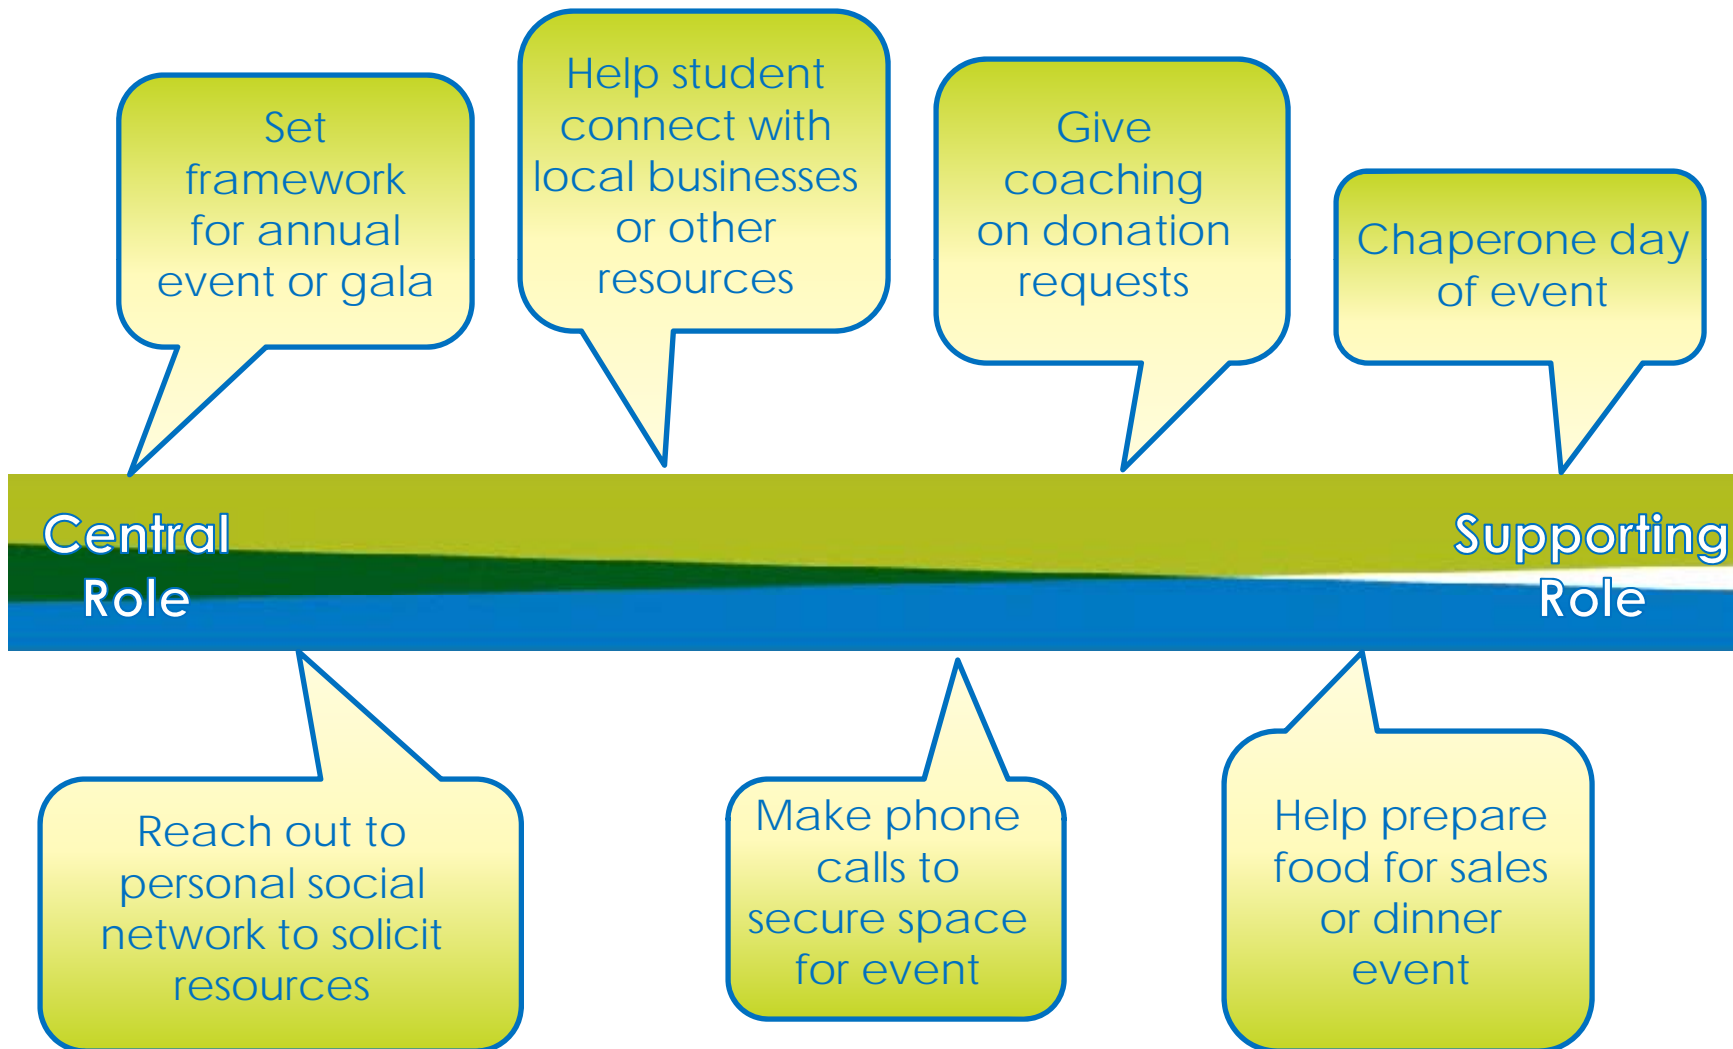 Set
framework
for annual
event or gala
Help student
connect with
local businesses
or other
resources
Give
coaching
on donation
requests
Chaperone day
of event
Central
Role
Supporting
Role
Reach out to
personal social
network to solicit
resources
Make phone
calls to
secure space
for event
Help prepare
food for sales
or dinner
event